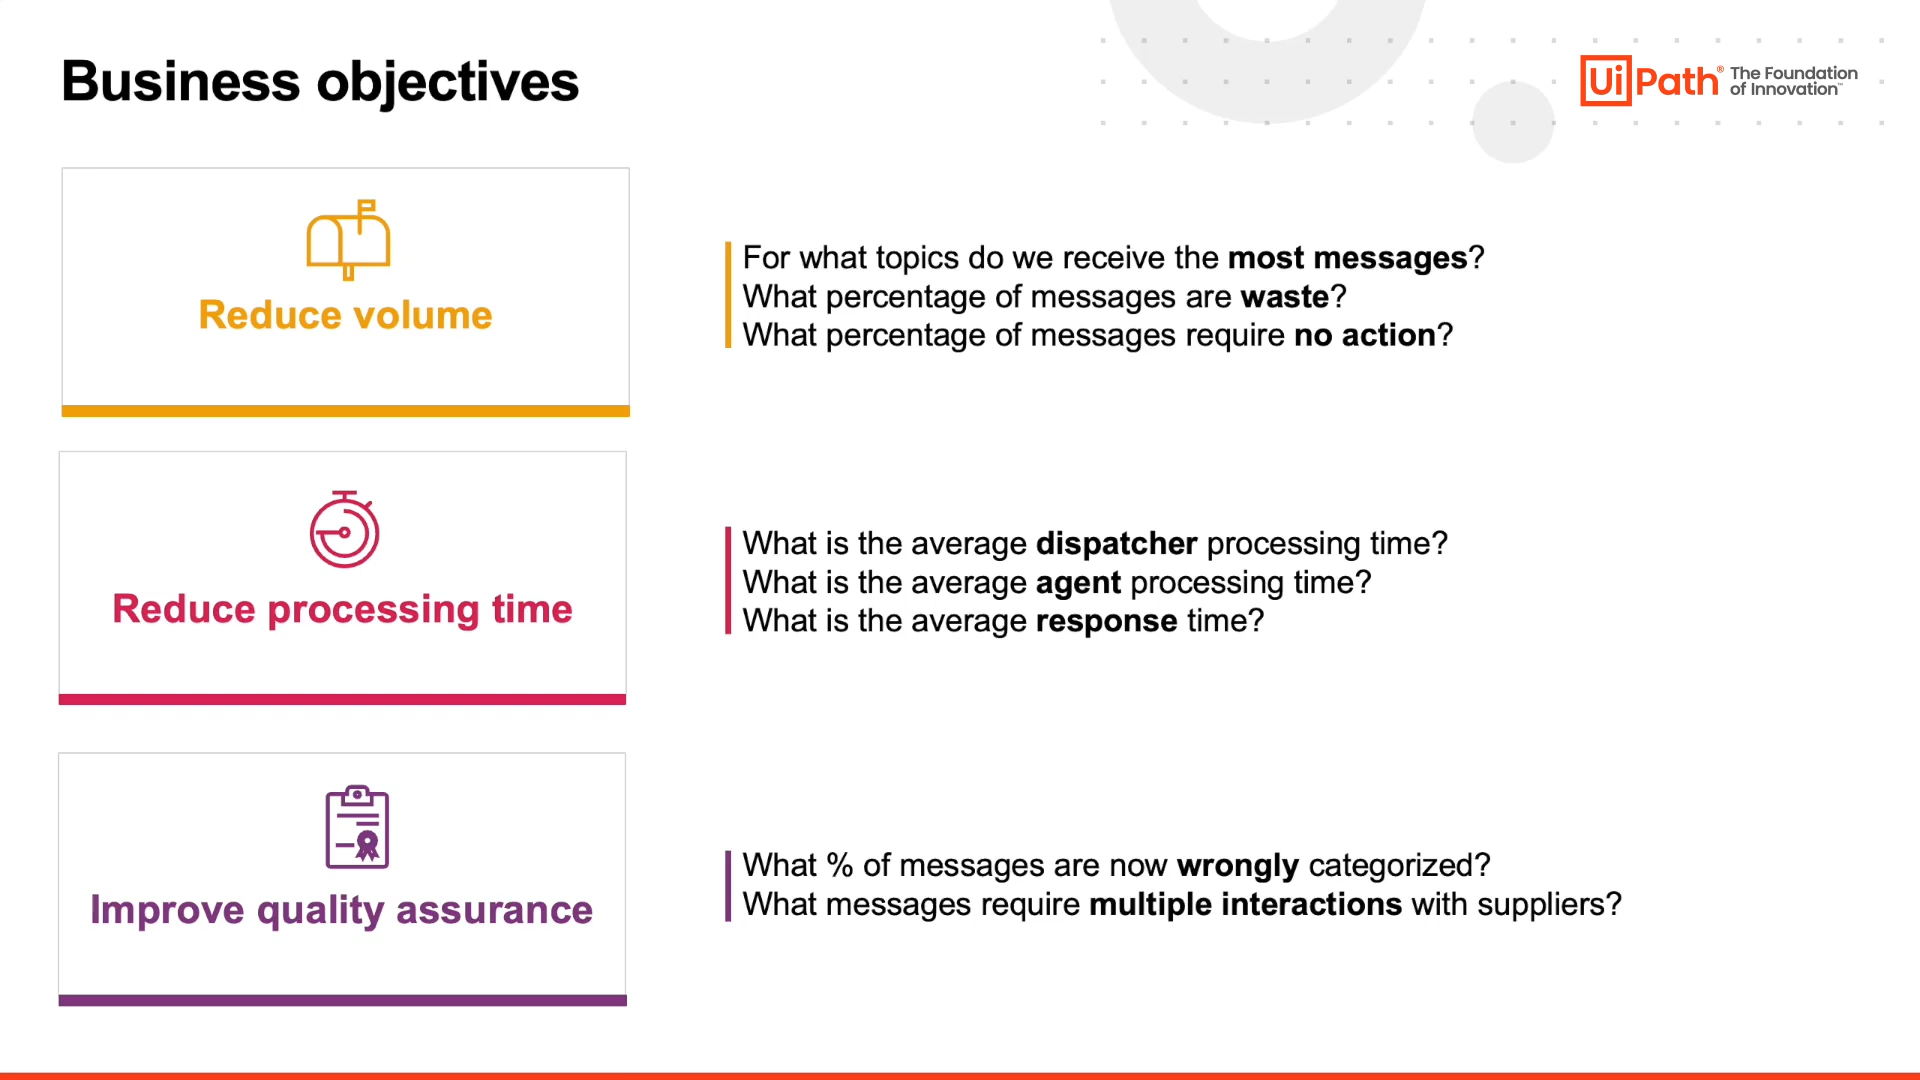 Business objectives
UiPath® The Foundation
of Innovation™
Reduce volume
For what topics do we receive the most messages?
What percentage of messages are waste?
What percentage of messages require no action?
Reduce processing time
What is the average dispatcher processing time?
What is the average agent processing time?
What is the average response time?
Improve quality assurance
What % of messages are now wrongly categorized?
What messages require multiple interactions with suppliers?